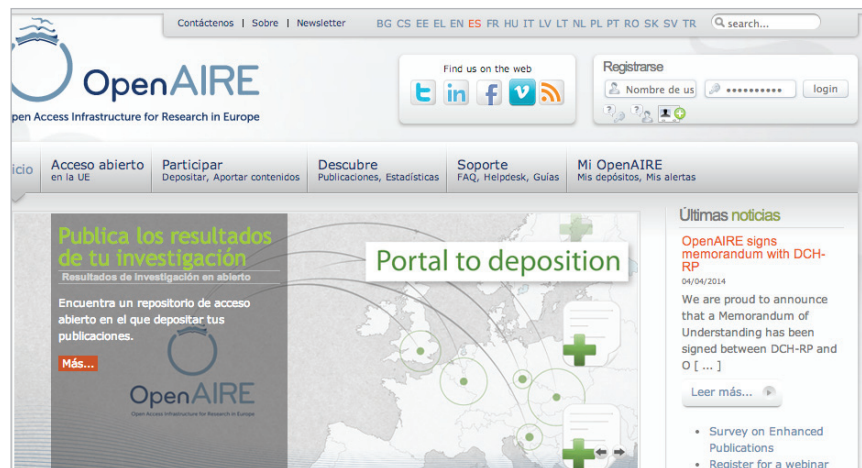 Contáctenos | Sobre | Newsletter
BG CS EE EL EN ES FR HU IT LV LT NL PL PT RO SK SV TR
search...
OpenAIRE
pen Access Infrastructure for Research in Europe
Find us on the web
Registrarse
Nombre de us
login
icio
Acceso abierto
en la UE
Participar
Depositar, Aportar contenidos
Descubre
Publicaciones, Estadísticas
Soporte
FAQ, Helpdesk, Guías
Mi OpenAIRE
Mis depósitos, Mis alertas
Publica los resultados
de tu investigación
Resultados de investigación en abierto
Encuentra un repositorio de acceso
abierto en el que depositar tus
publicaciones.
Más...
OpenAIRE
Open Access Infrastructure for Research in Europe
Portal to deposition
Últimas noticias
OpenAIRE signs
memorandum with DCH-
RP
04/04/2014
We are proud to announce
that a Memorandum of
Understanding has been
signed between DCH-RP and
O [ ... ]
Leer más...
• Survey on Enhanced
Publications
• Register for a webinar